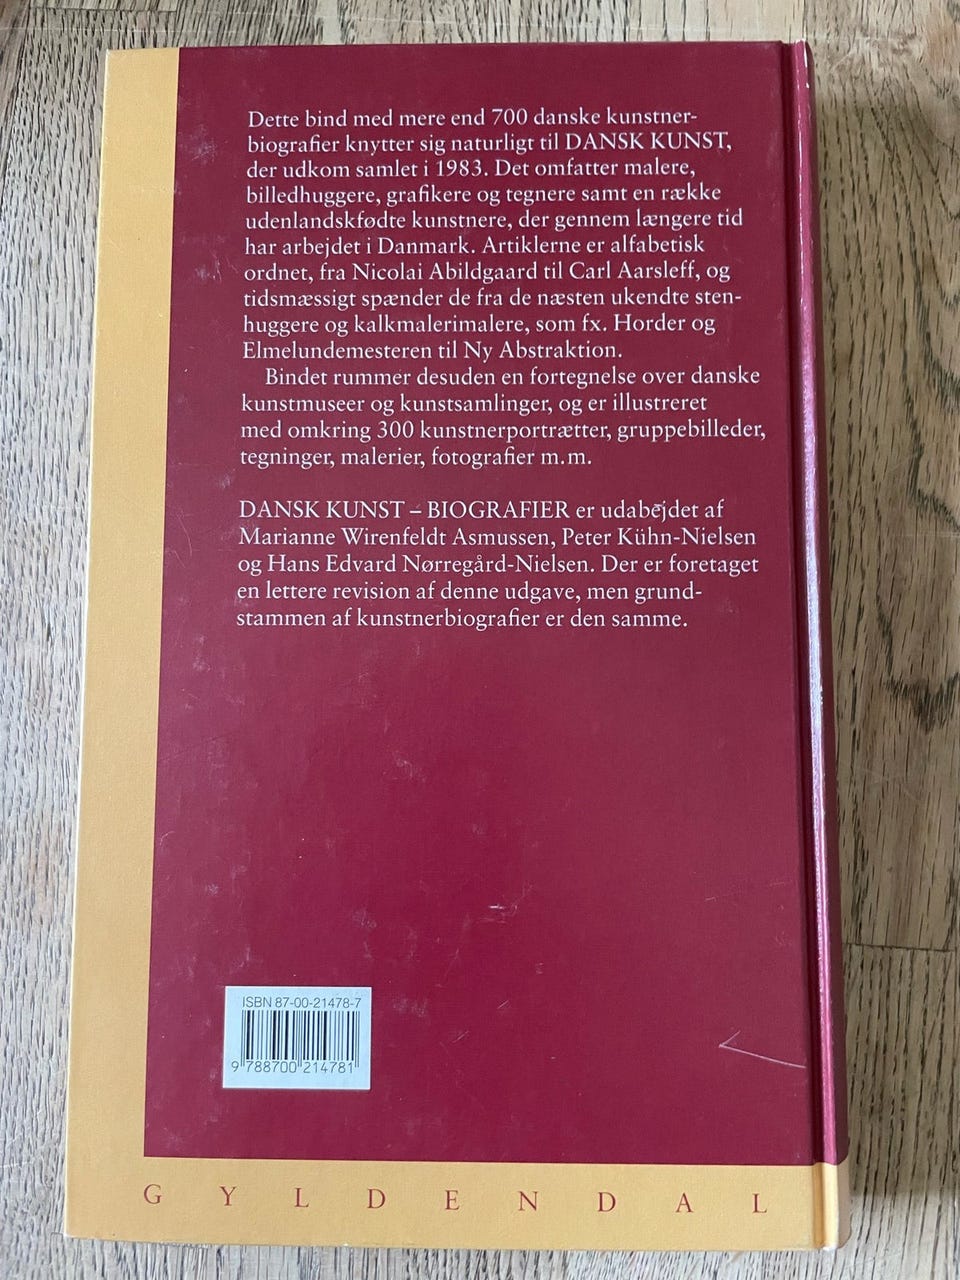 Dette bind med mere end 700 danske kunstner-
biografier knytter sig naturligt til DANSK KUNST,
der udkom samlet i 1983. Det omfatter malere,
billedhuggere, grafikere og tegnere samt en række
udenlandskfødte kunstnere, der gennem længere tid
har arbejdet i Danmark. Artiklerne er alfabetisk
ordnet, fra Nicolai Abildgaard til Carl Aarsleff, og
tidsmæssigt spænder de fra de næsten ukendte sten-
huggere og kalkmalerimalere, som fx. Horder og
Elmelundemesteren til Ny Abstraktion.
Bindet rummer desuden en fortegnelse over danske
kunstmuseer og kunstsamlinger, og er illustreret
med omkring 300 kunstnerportrætter, gruppebilleder,
tegninger, malerier, fotografier m.m.
DANSK KUNST – BIOGRAFIER er udabejdet af
Marianne Wirenfeldt Asmussen, Peter Kühn-Nielsen
og Hans Edvard Nørregård-Nielsen. Der er foretaget
en lettere revision af denne udgave, men grund-
stammen af kunstnerbiografier er den samme.
ISBN 87-00-21478-7
9 788700 214781
GYLDENDAL